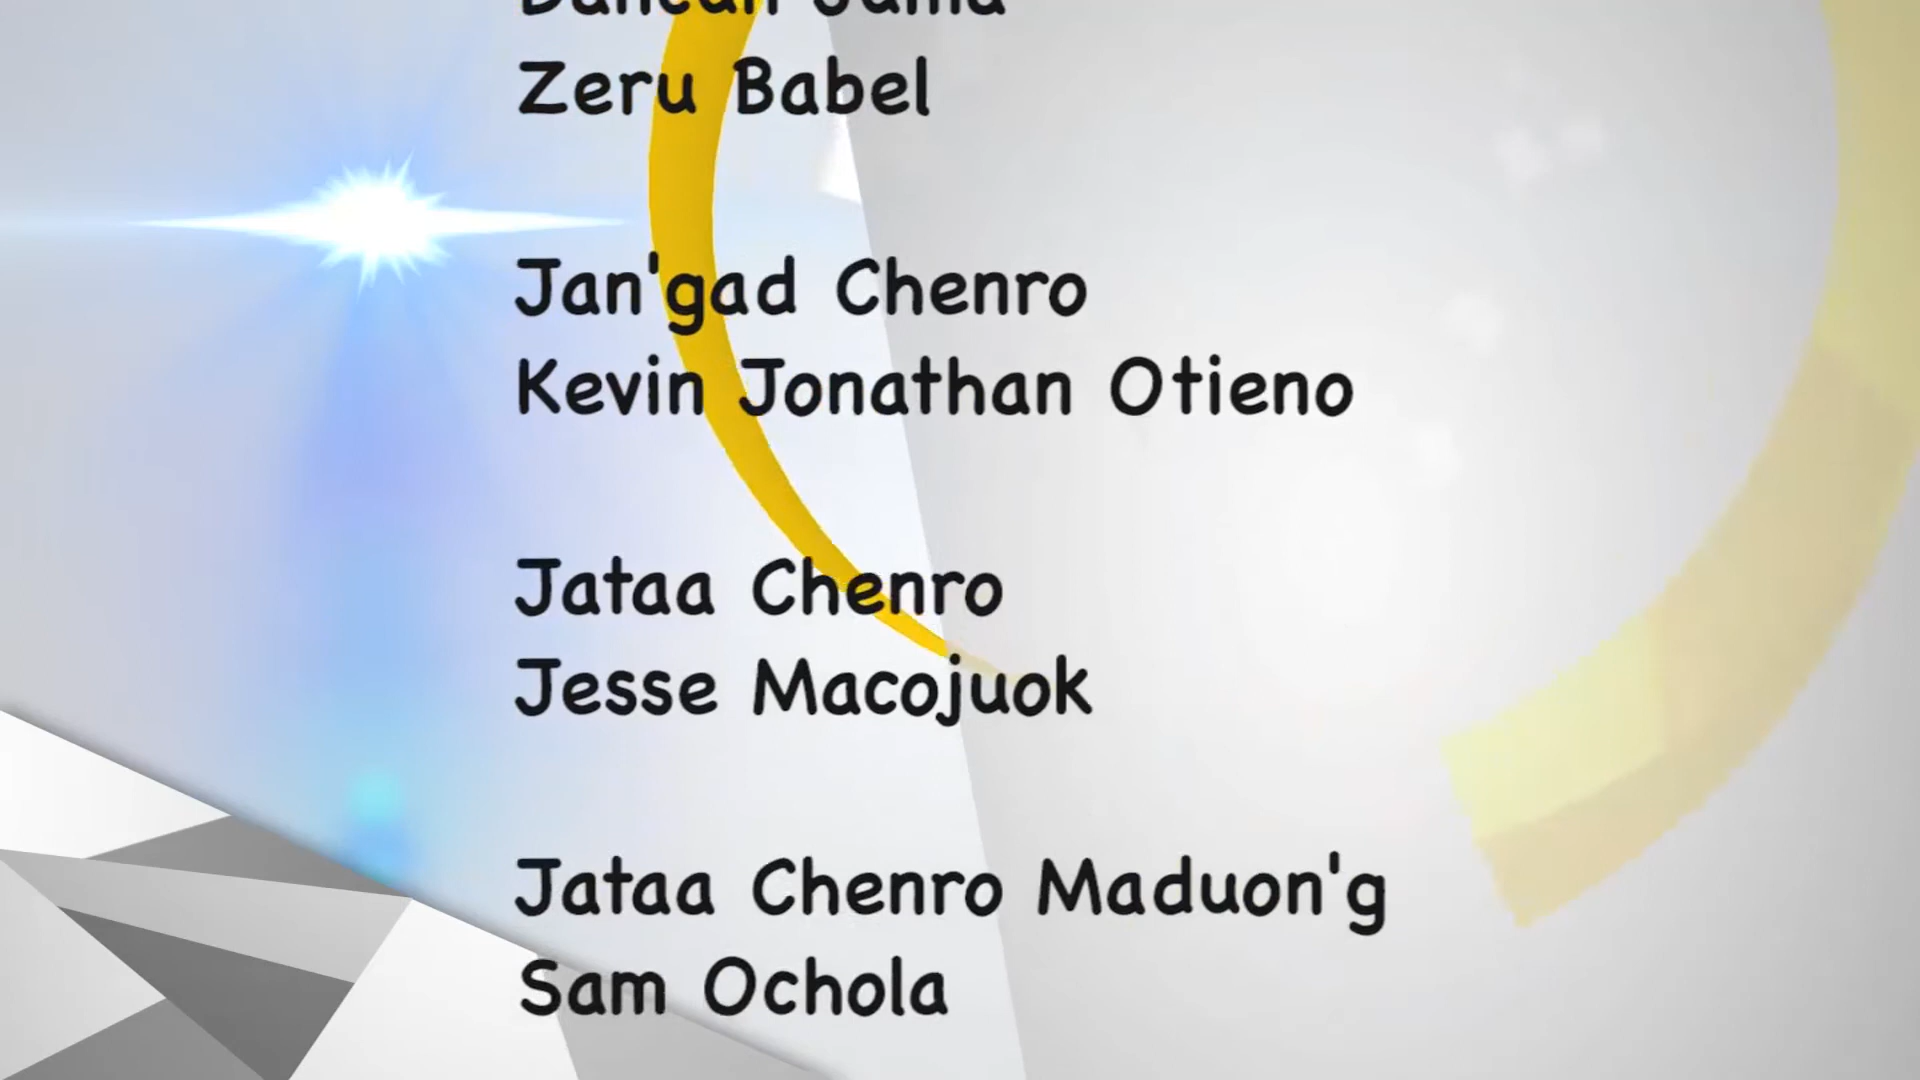 Zeru Babel
Jan'gad Chenro
Kevin Jonathan Otieno
Jataa Chenro
Jesse Macojuok
Jataa Chenro Maduon'g
Sam Ochola